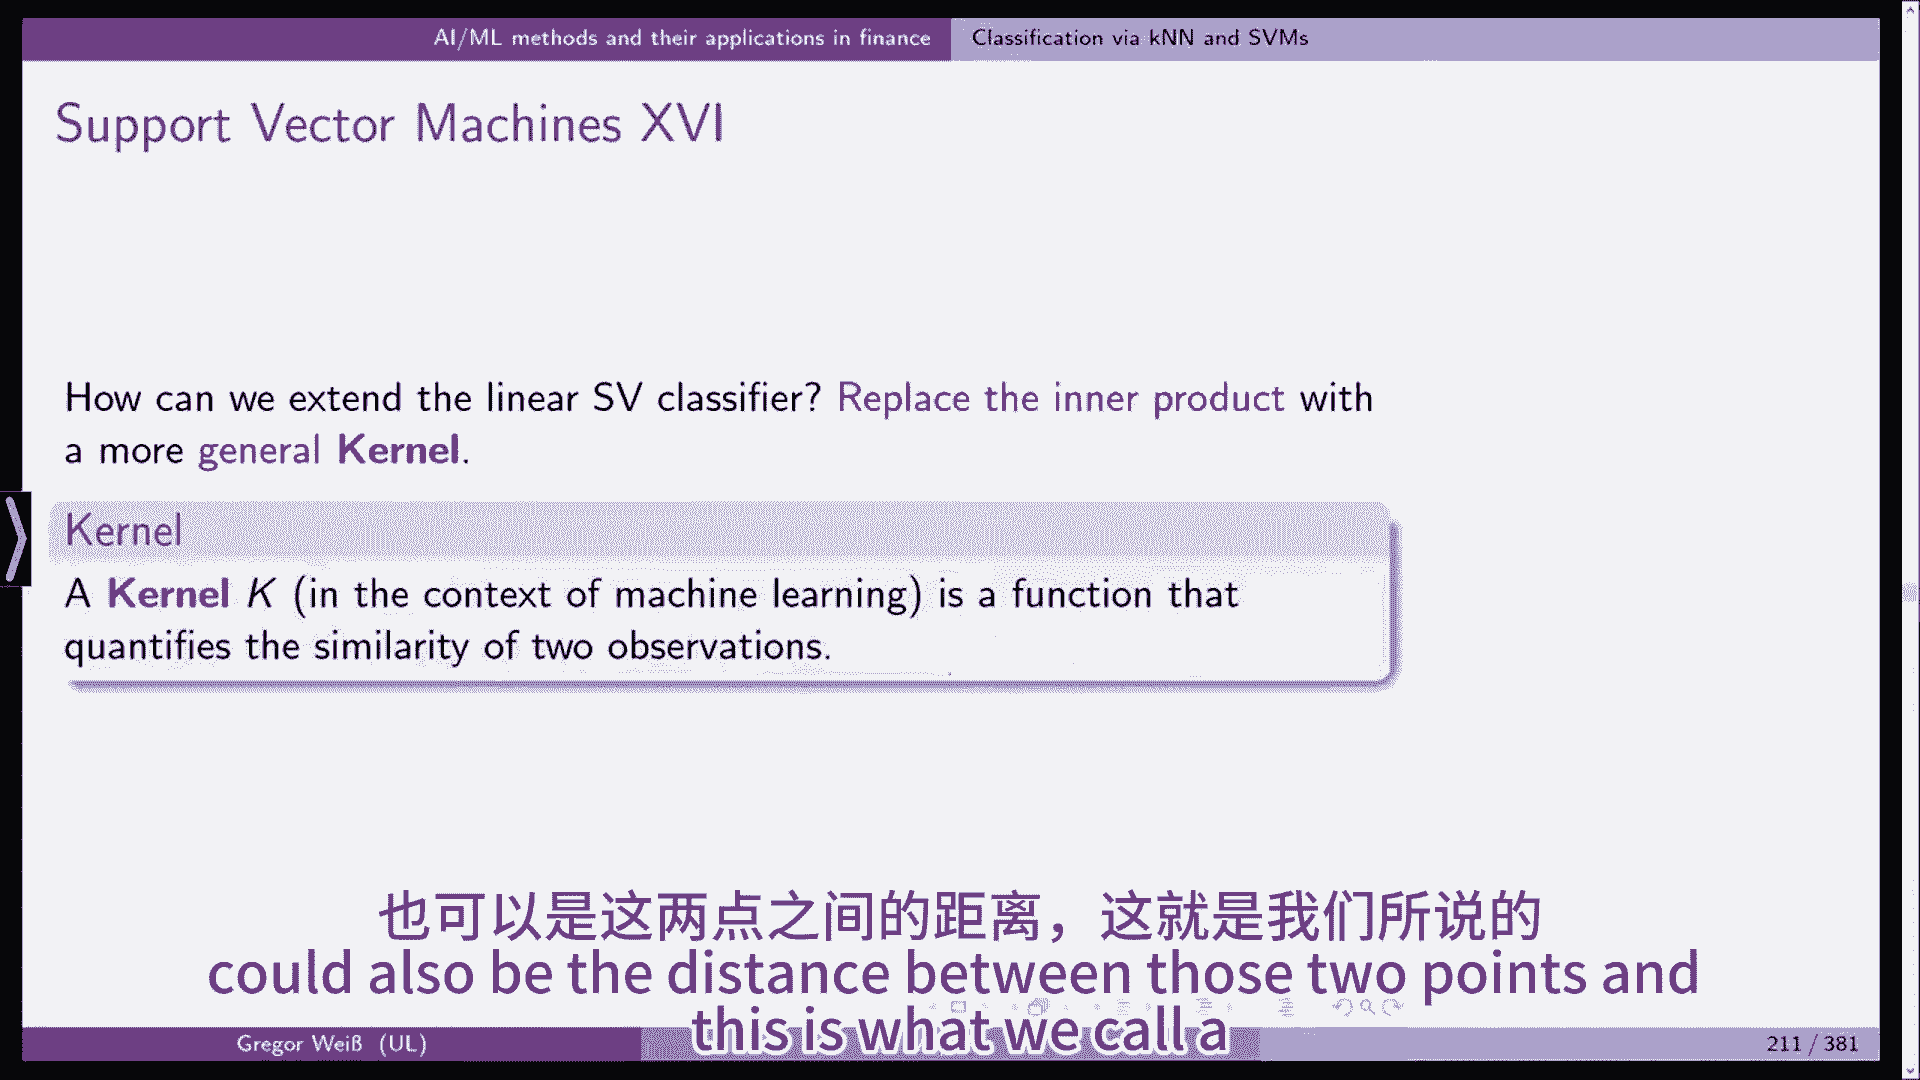 AI/ML methods and their applications in finance
Classification via kNN and SVMs
Support Vector Machines XVI
How can we extend the linear SV classifier? Replace the inner product with
a more general Kernel.
Kernel
A Kernel K (in the context of machine learning) is a function that
quantifies the similarity of two observations.
也可以是这两点之间的距离，这就是我们所说的
could also be the distance between those two points and
this is what we call a
Gregor Weiß (UL)
211 / 381